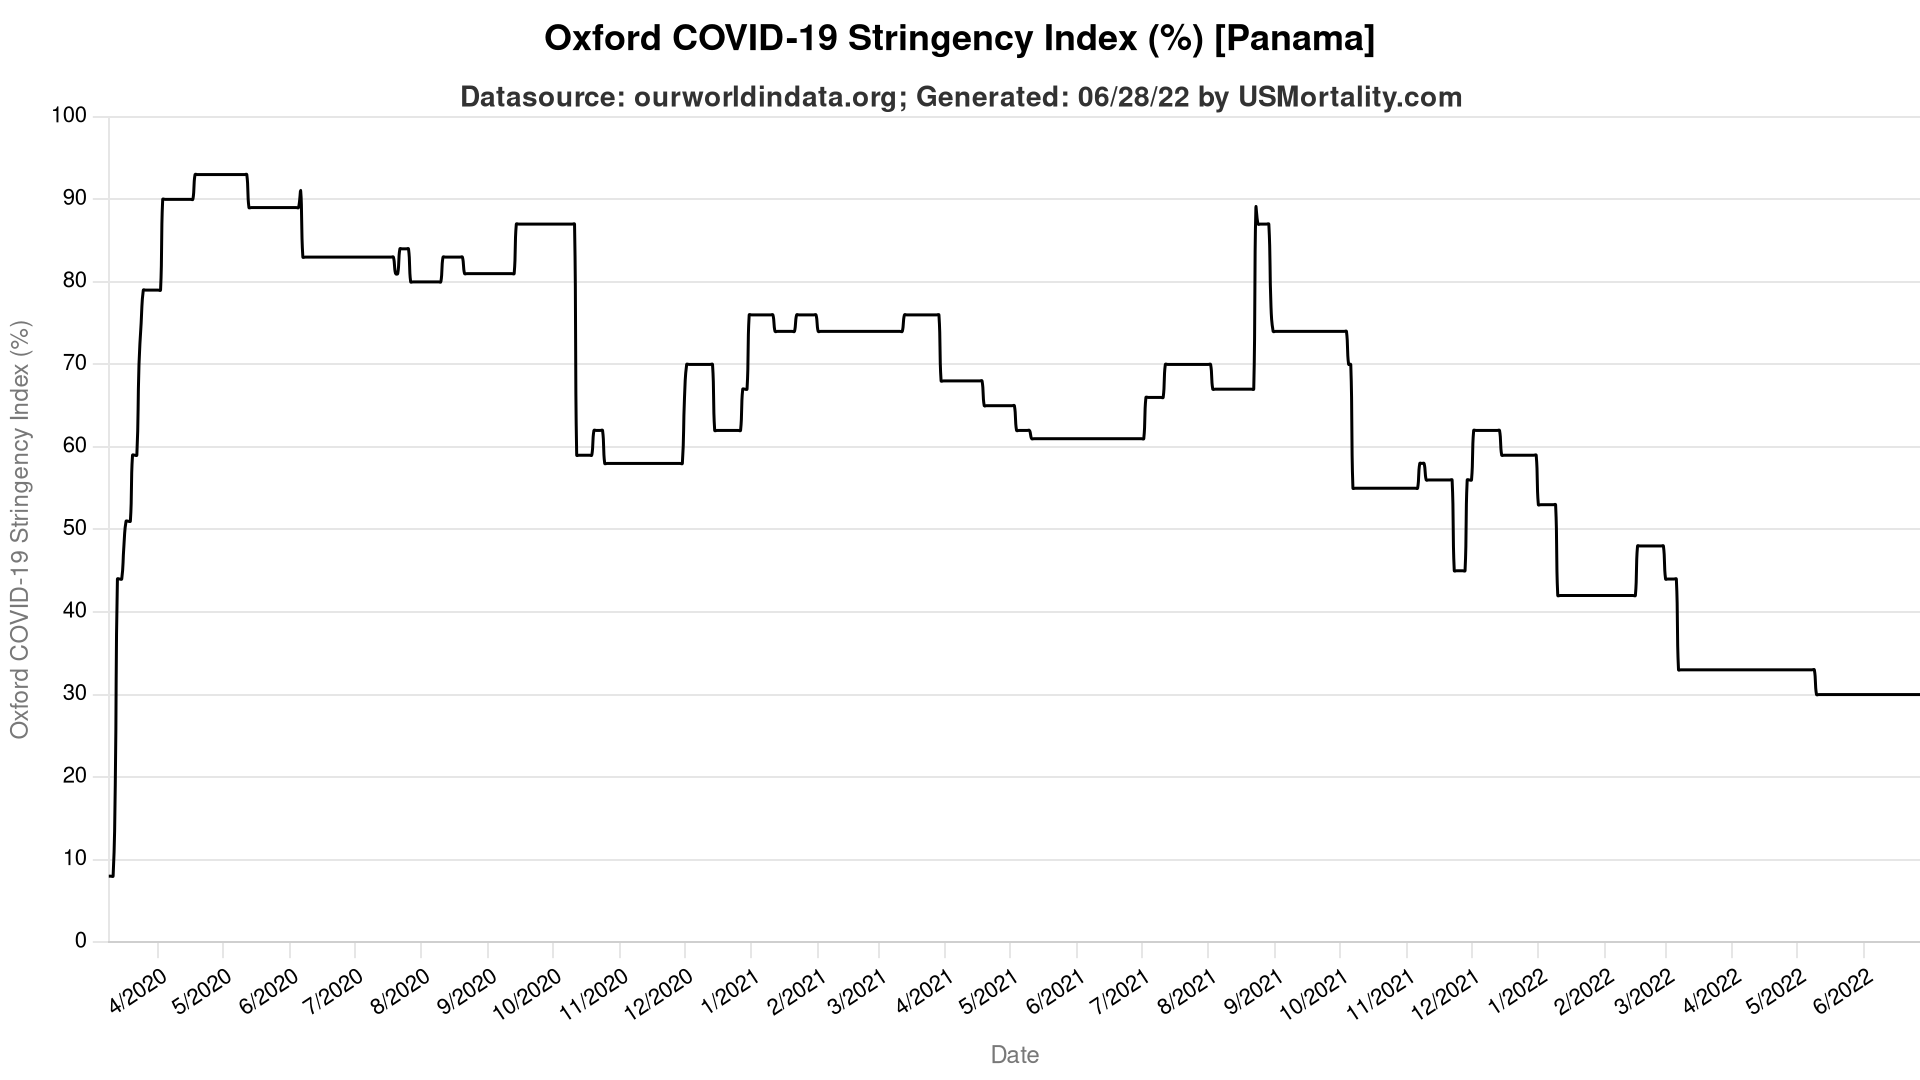 Oxford COVID-19 Stringency Index (%) [Panama]
Datasource: ourworldindata.org; Generated: 06/28/22 by USMortality.com
Oxford COVID-19 Stringency Index (%)
100
90
80
70
60
50
40
30
20
10
0
4/2020 5/2020 6/2020 7/2020 8/2020 9/2020 10/2020 11/2020 12/2020 1/2021 2/2021 3/2021 4/2021 5/2021 6/2021 7/2021 8/2021 9/2021 10/2021 11/2021 12/2021 1/2022 2/2022 3/2022 4/2022 5/2022 6/2022
Date